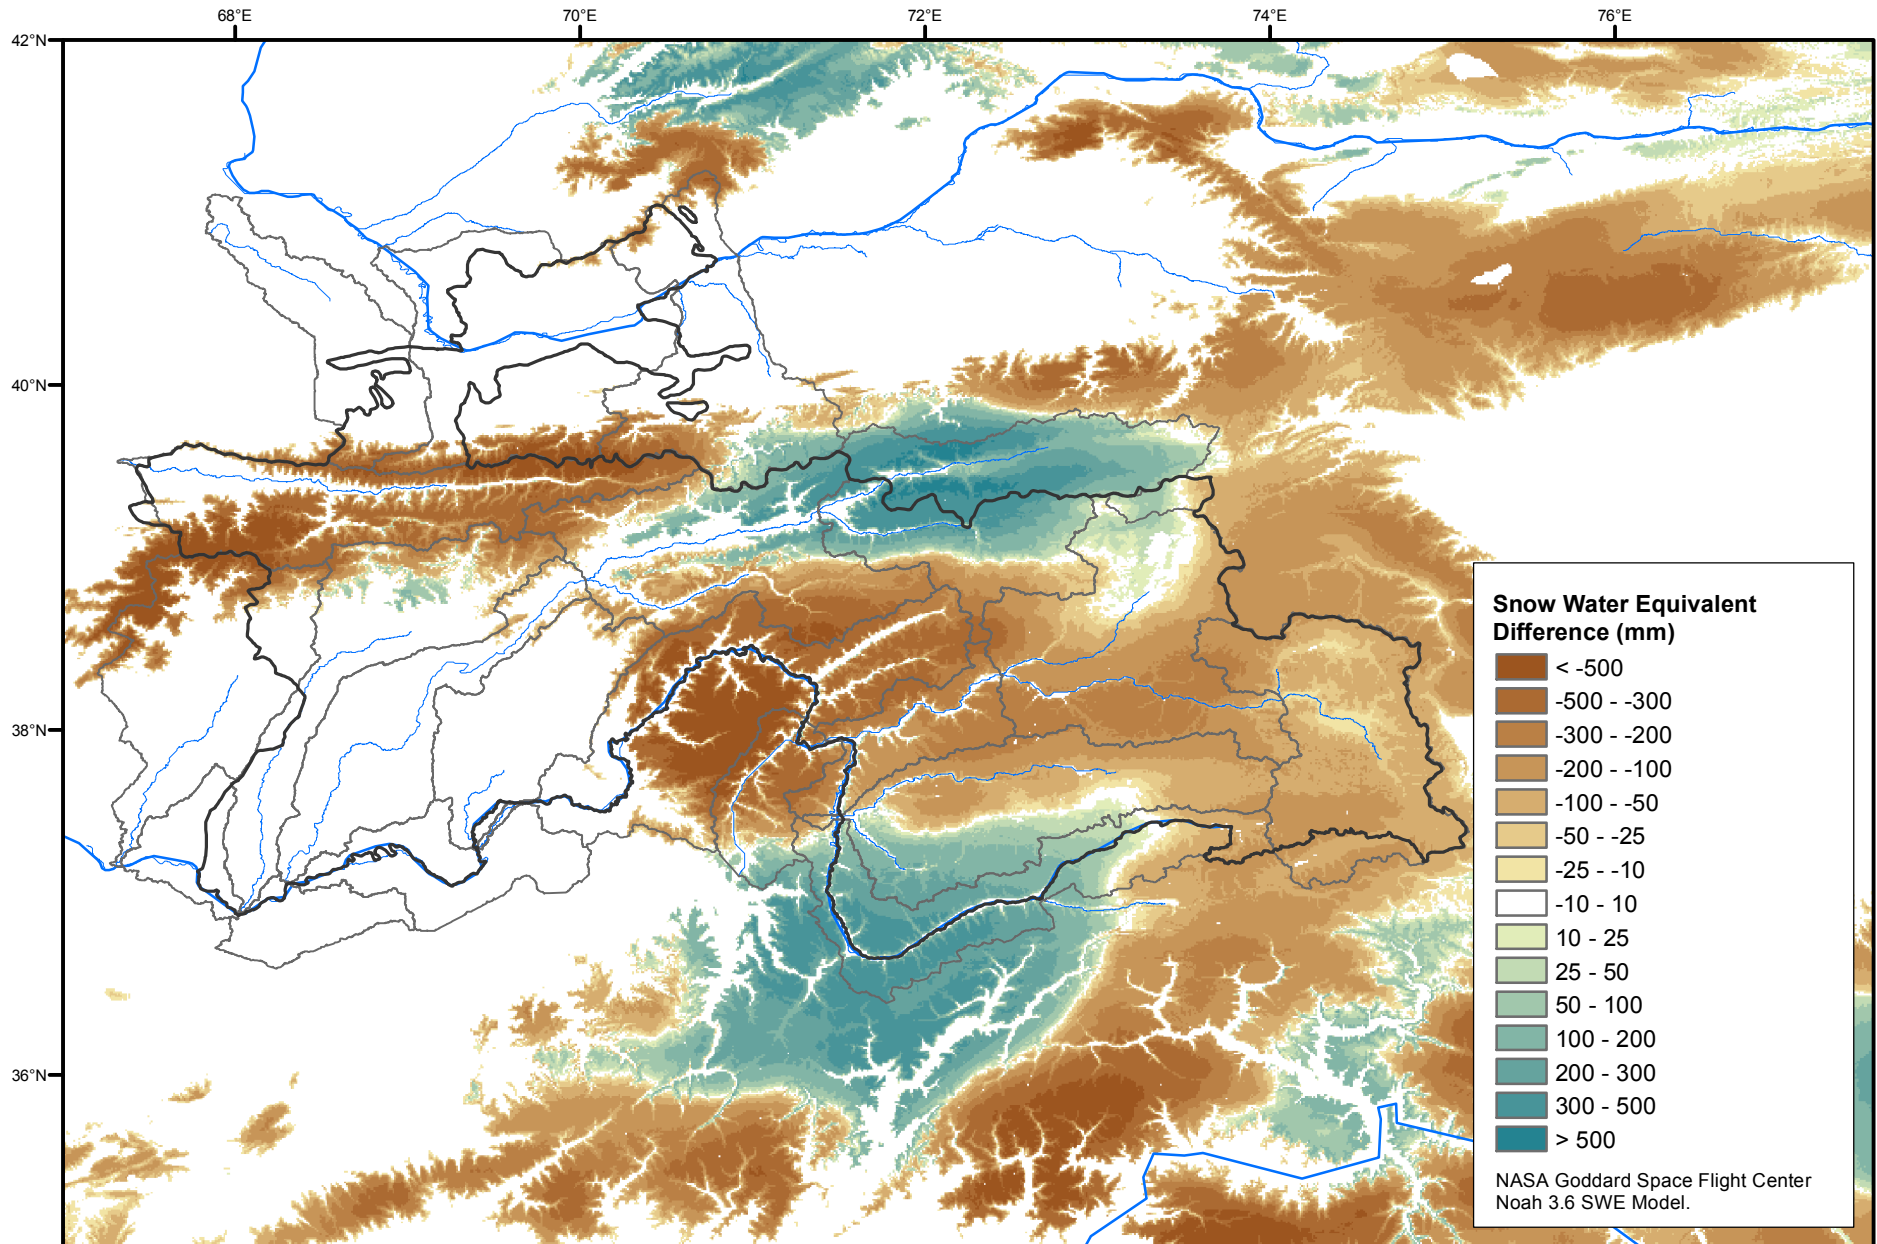 68°E 70°E 72°E 74°E 76°E
42°N
40°N
38°N
36°N
Snow Water Equivalent
Difference (mm)
< -500
-500 - -300
-300 - -200
-200 - -100
-100 - -50
-50 - -25
-25 - -10
-10 - 10
10 - 25
25 - 50
50 - 100
100 - 200
200 - 300
300 - 500
> 500
NASA Goddard Space Flight Center
Noah 3.6 SWE Model.